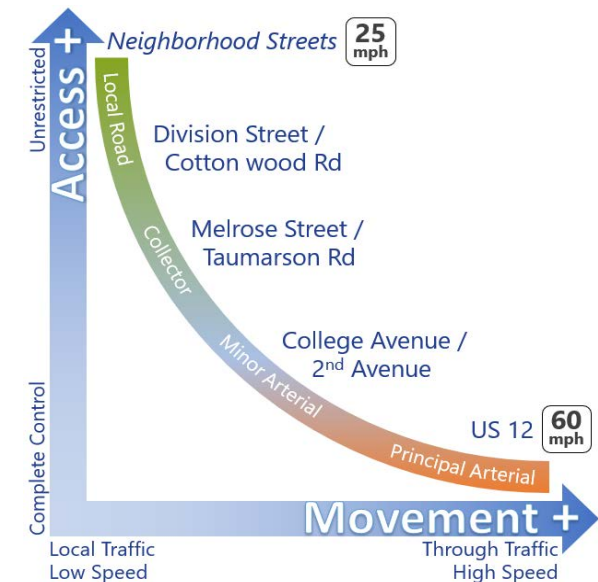 Neighborhood Streets
25
mph
Unrestricted
Access +
Local Road
Division Street /
Cotton wood Rd
Melrose Street /
Taumarson Rd
Collector
College Avenue /
2nd Avenue
Minor Arterial
US 12
60
mph
Principal Arterial
Complete Control
Movement +
Local Traffic
Low Speed
Through Traffic
High Speed